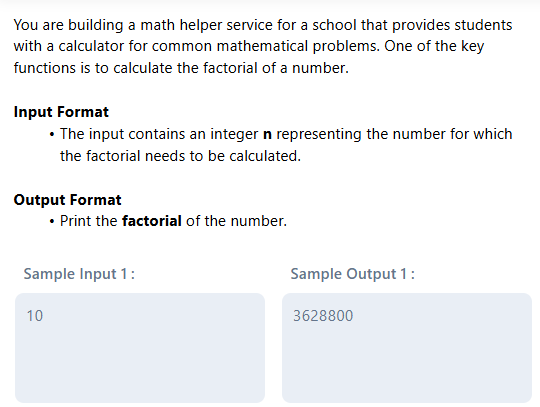 You are building a math helper service for a school that provides students
with a calculator for common mathematical problems. One of the key
functions is to calculate the factorial of a number.
Input Format
• The input contains an integer n representing the number for which
the factorial needs to be calculated.
Output Format
• Print the factorial of the number.
Sample Input 1 :
10
Sample Output 1 :
3628800